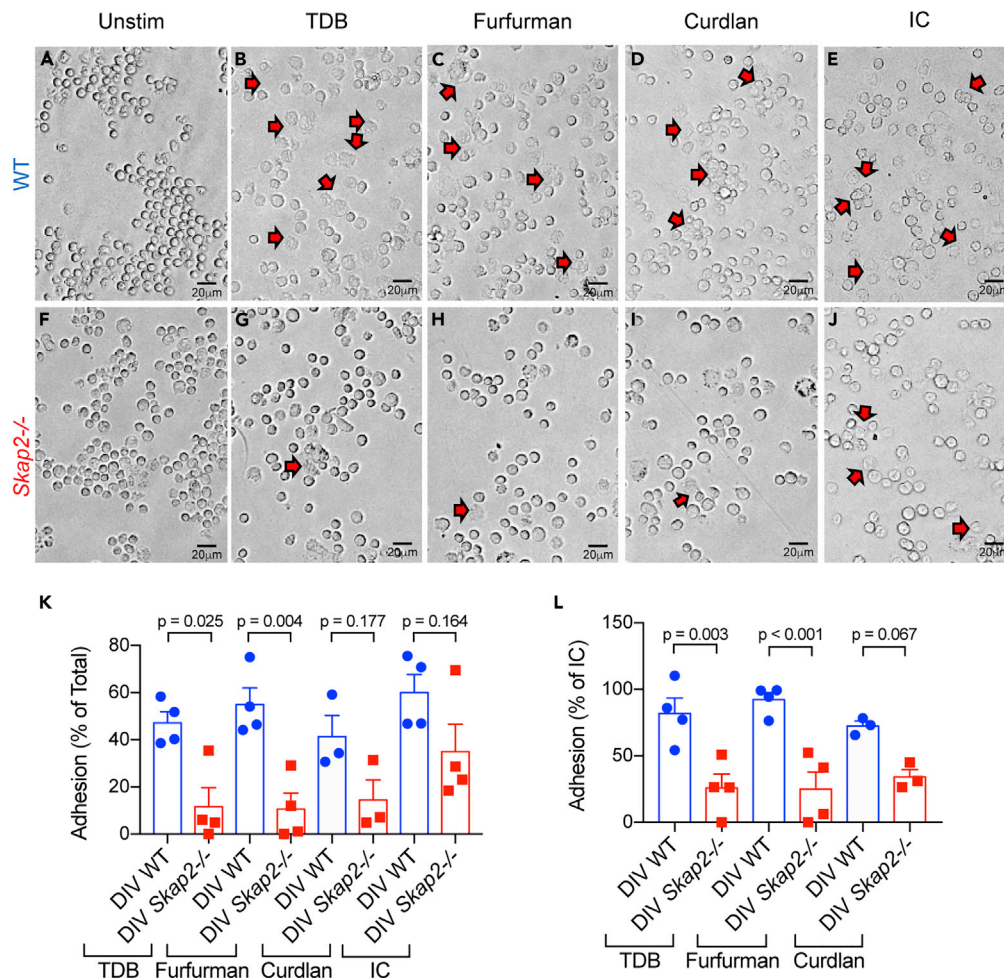 Unstim TDB Furfurman Curdlan IC
WT
A B C D E
20μm 20μm 20μm 20μm 20μm
Skap2-/-
F G H I J
20μm 20μm 20μm 20μm 20μm
K
p = 0.025 p = 0.004 p = 0.177 p = 0.164
Adhesion (% of Total)
80
60
40
20
0
DIV WT DIV Skap2-/- DIV WT DIV Skap2-/- DIV WT DIV Skap2-/- DIV WT DIV Skap2-/-
TDB Furfurman Curdlan IC
L
p = 0.003 p < 0.001 p = 0.067
Adhesion (% of IC)
150
100
50
0
DIV WT DIV Skap2-/- DIV WT DIV Skap2-/- DIV WT DIV Skap2-/-
TDB Furfurman Curdlan